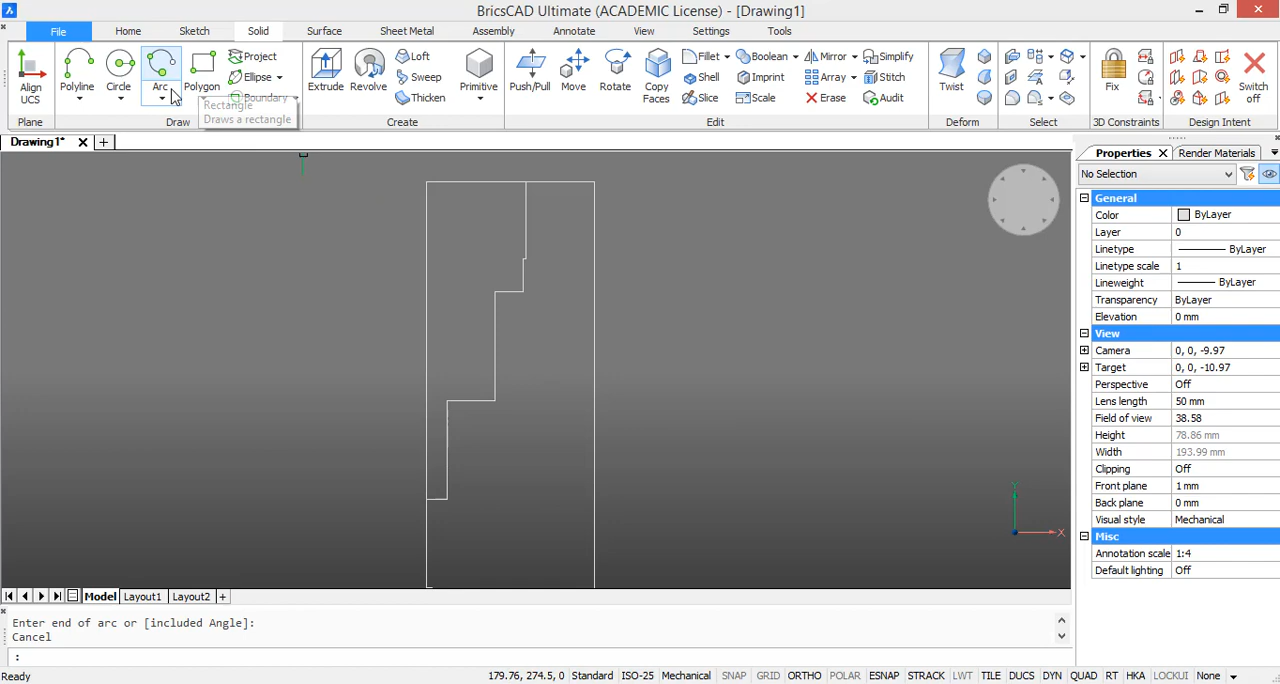 BricsCAD Ultimate (ACADEMIC License) - [Drawing1]
File Home Sketch Solid Surface Sheet Metal Assembly Annotate View Settings Tools
Align UCS
Polyline
Circle
Arc
Polygon
Project
Ellipse
Boundary
Extrude
Revolve
Loft
Sweep
Thicken
Primitive
Push/Pull
Move
Rotate
Copy Faces
Fillet
Shell
Slice
Boolean
Imprint
Scale
Mirror
Array
Erase
Simplify
Stitch
Audit
Twist
Fix
Switch off
Rectangle
Draws a rectangle
Plane Draw Create Edit Deform Select 3D Constraints Design Intent
Drawing1*
Properties Render Materials
No Selection
General
Color ByLayer
Layer 0
Linetype ByLayer
Linetype scale 1
Lineweight ByLayer
Transparency ByLayer
Elevation 0 mm
View
Camera 0, 0, -9.97
Target 0, 0, -10.97
Perspective Off
Lens length 50 mm
Field of view 38.58
Height 78.86 mm
Width 193.99 mm
Clipping Off
Front plane 1 mm
Back plane 0 mm
Visual style Mechanical
Misc
Annotation scale 1:4
Default lighting Off
Y
X
Model Layout1 Layout2 +
Enter end of arc or [included Angle]:
Cancel
:
Ready 179.76, 274.5, 0 Standard ISO-25 Mechanical SNAP GRID ORTHO POLAR ESNAP STRACK LWT TILE DUCS DYN QUAD RT HKA LOCKUI None